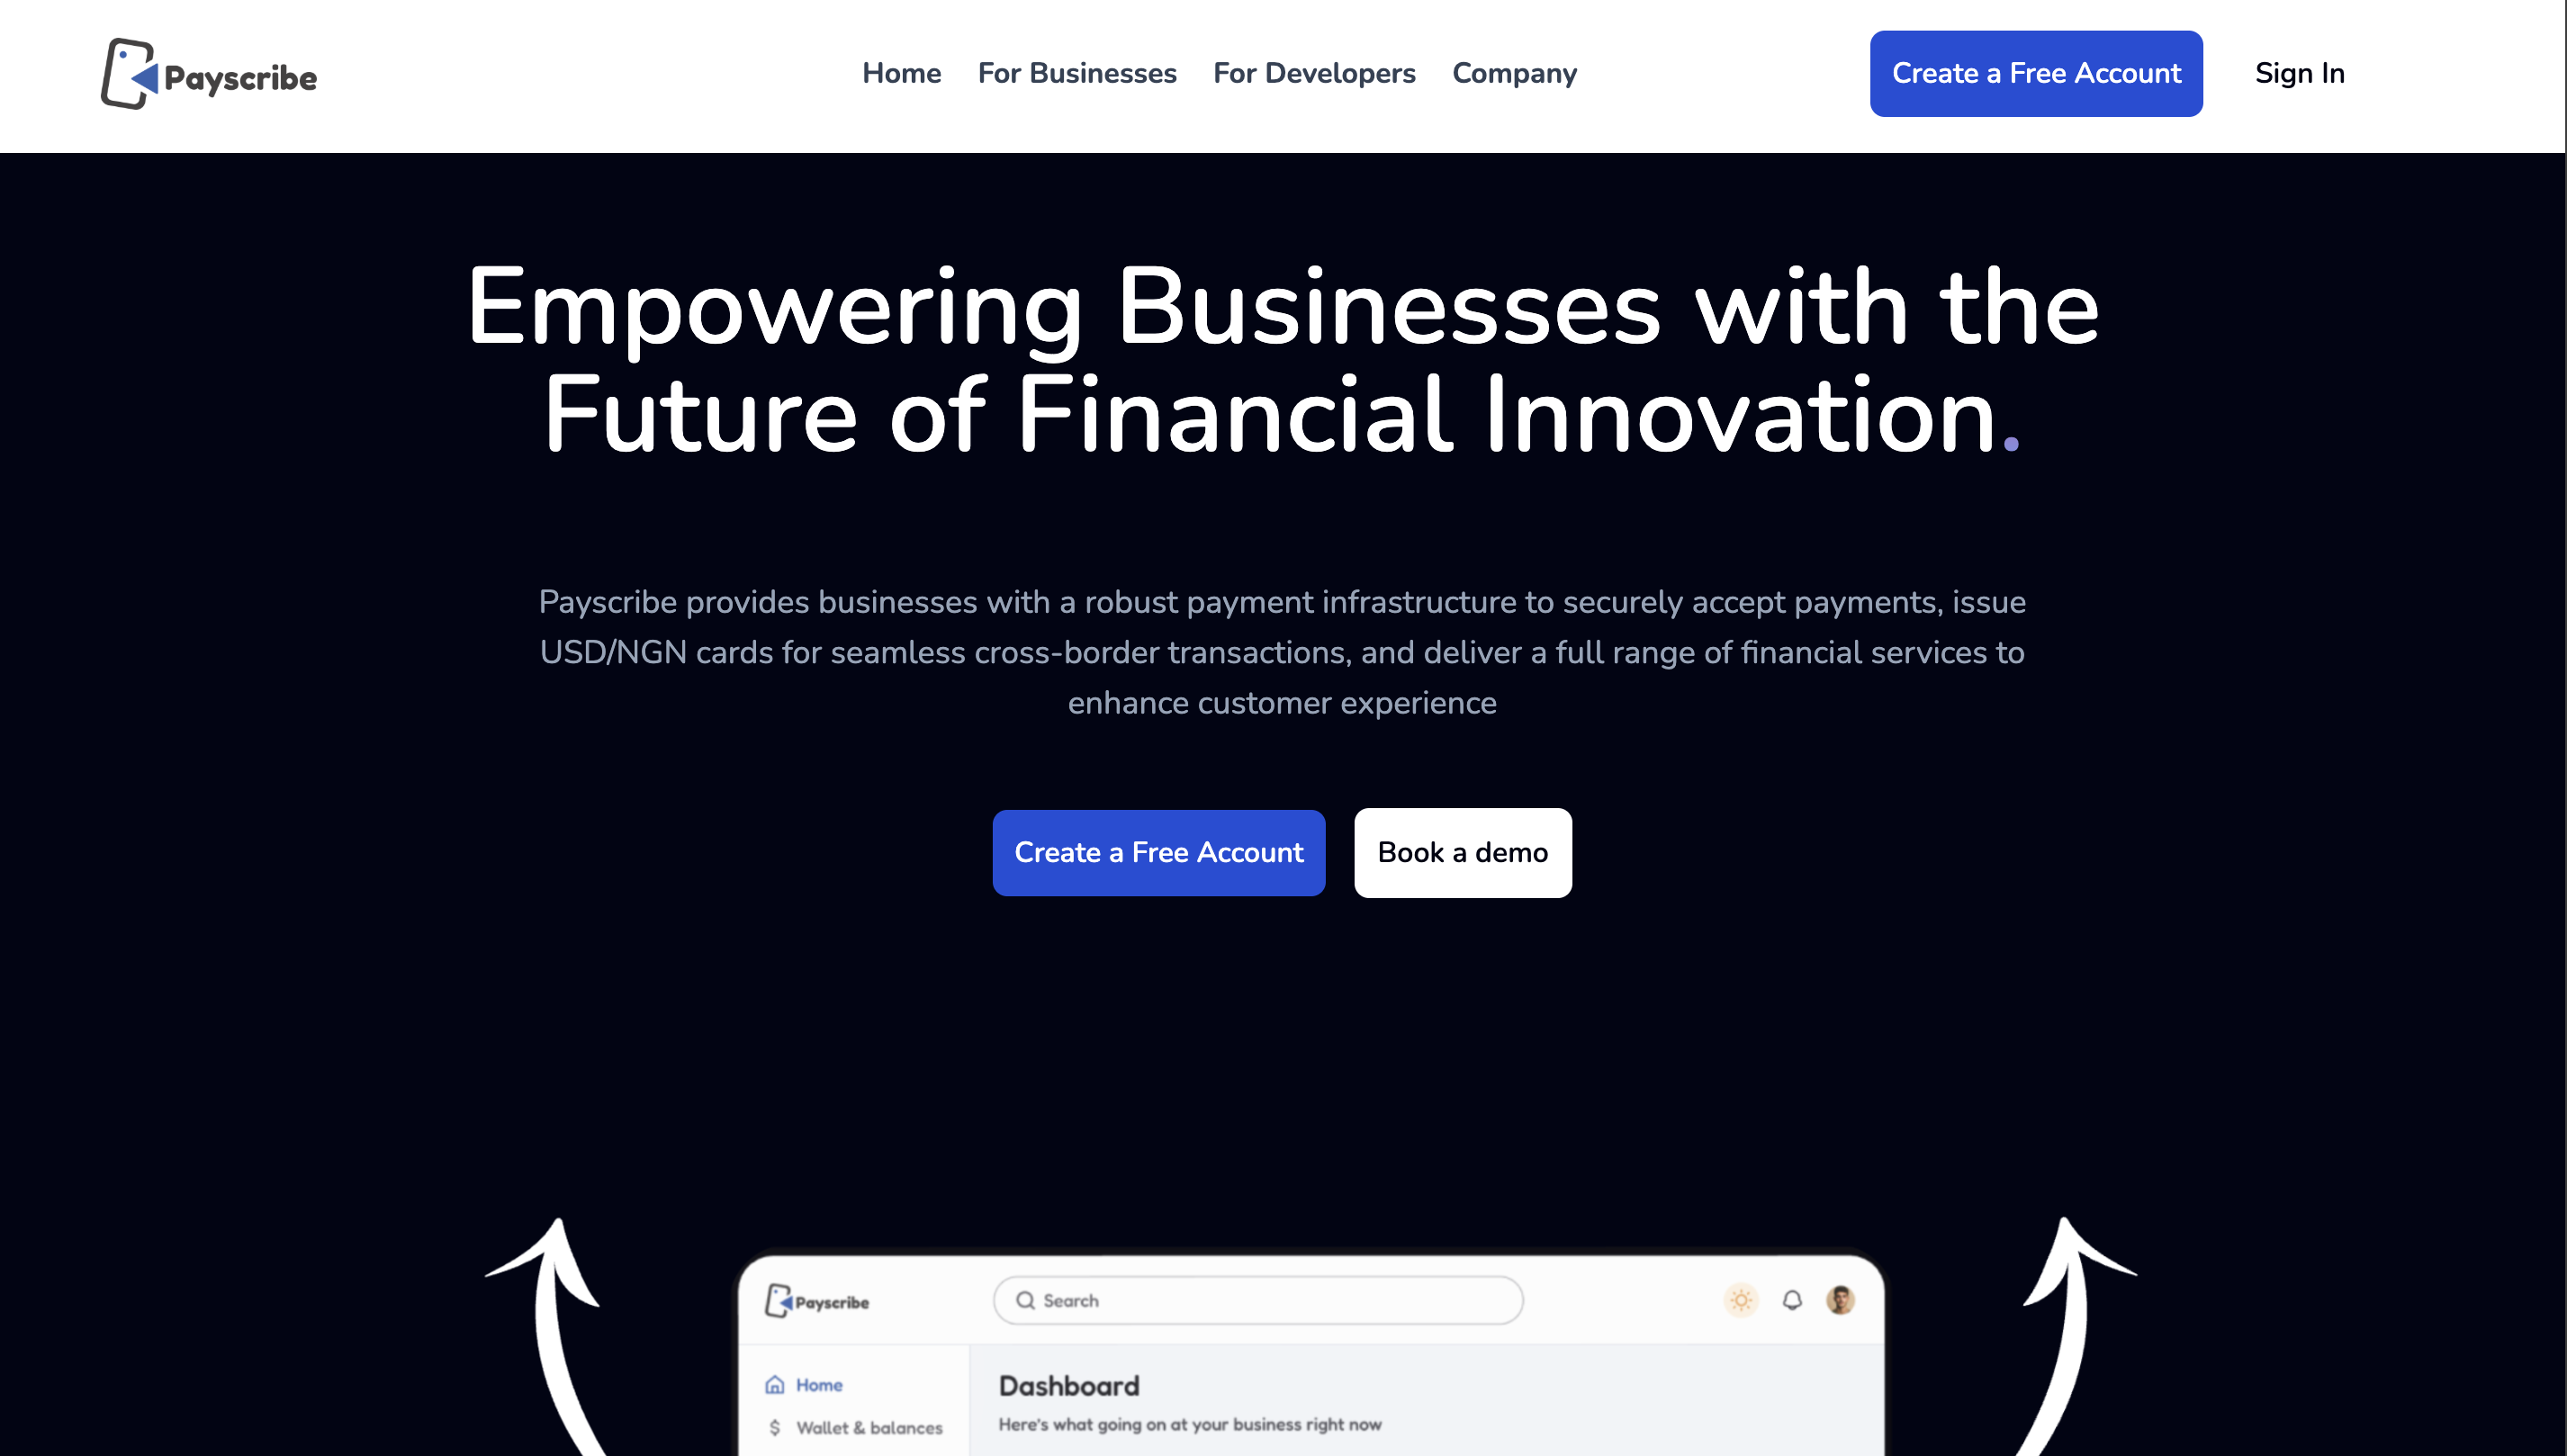 Payscribe
Home For Businesses For Developers Company
Create a Free Account Sign In
Empowering Businesses with the
Future of Financial Innovation.
Payscribe provides businesses with a robust payment infrastructure to securely accept payments, issue
USD/NGN cards for seamless cross-border transactions, and deliver a full range of financial services to
enhance customer experience
Create a Free Account Book a demo
Payscribe Search
Home
Wallet & balances
Dashboard
Here's what going on at your business right now